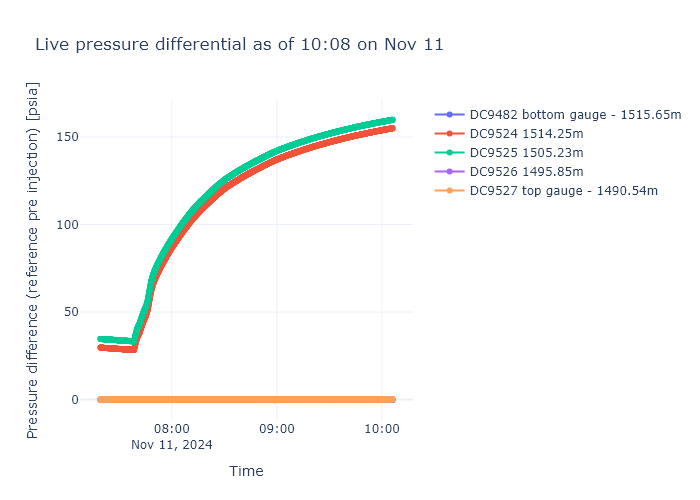 Live pressure differential as of 10:08 on Nov 11
Pressure difference (reference pre injection) [psia]
150
100
50
0
08:00
Nov 11, 2024
09:00
10:00
Time
DC9482 bottom gauge - 1515.65m
DC9524 1514.25m
DC9525 1505.23m
DC9526 1495.85m
DC9527 top gauge - 1490.54m